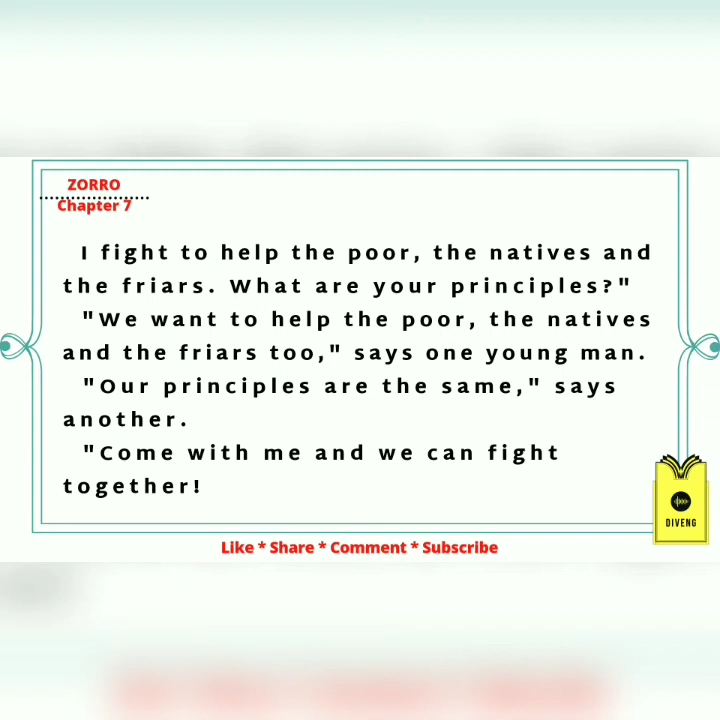 ZORRO
Chapter 7
I fight to help the poor, the natives and
the friars. What are your principles?"
"We want to help the poor, the natives
and the friars too," says one young man.
"Our principles are the same," says
another.
"Come with me and we can fight
together!
DIVENG
Like * Share * Comment * Subscribe